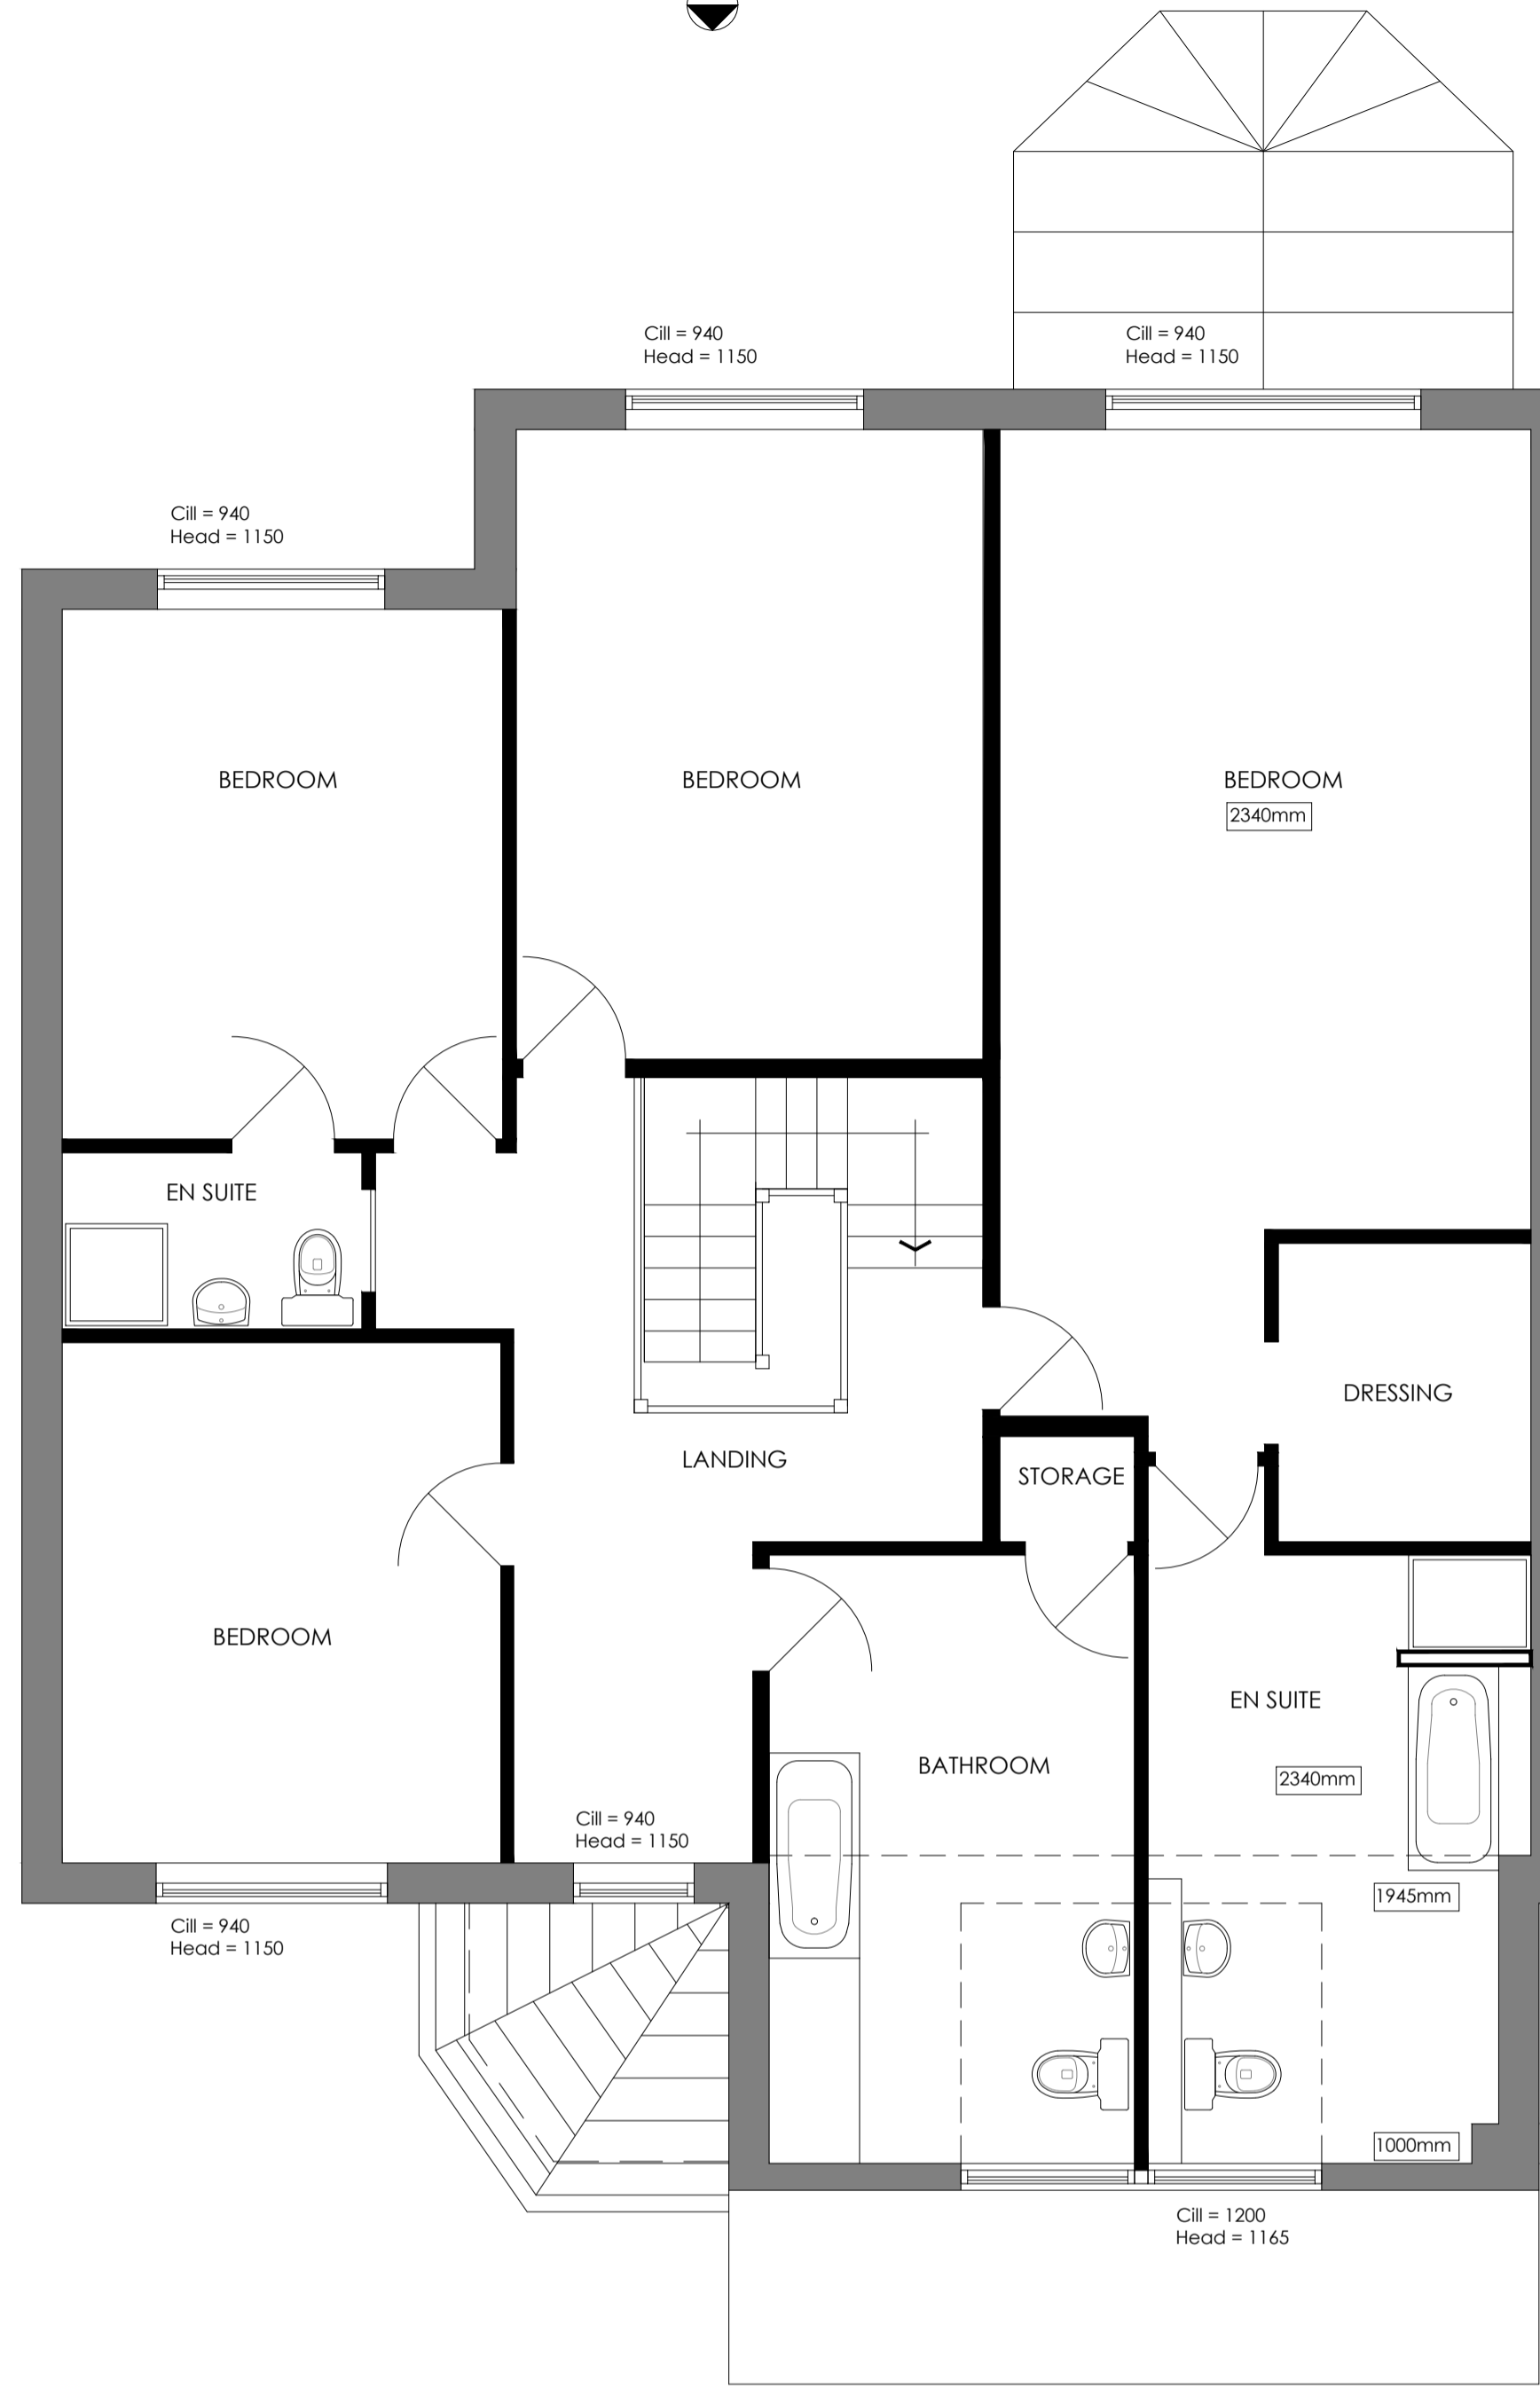 Cill = 940
Head = 1150
Cill = 940
Head = 1150
Cill = 940
Head = 1150
BEDROOM
BEDROOM
BEDROOM
2340mm
EN SUITE
DRESSING
LANDING
STORAGE
BEDROOM
EN SUITE
BATHROOM
2340mm
Cill = 940
Head = 1150
1945mm
Cill = 940
Head = 1150
1000mm
Cill = 1200
Head = 1165